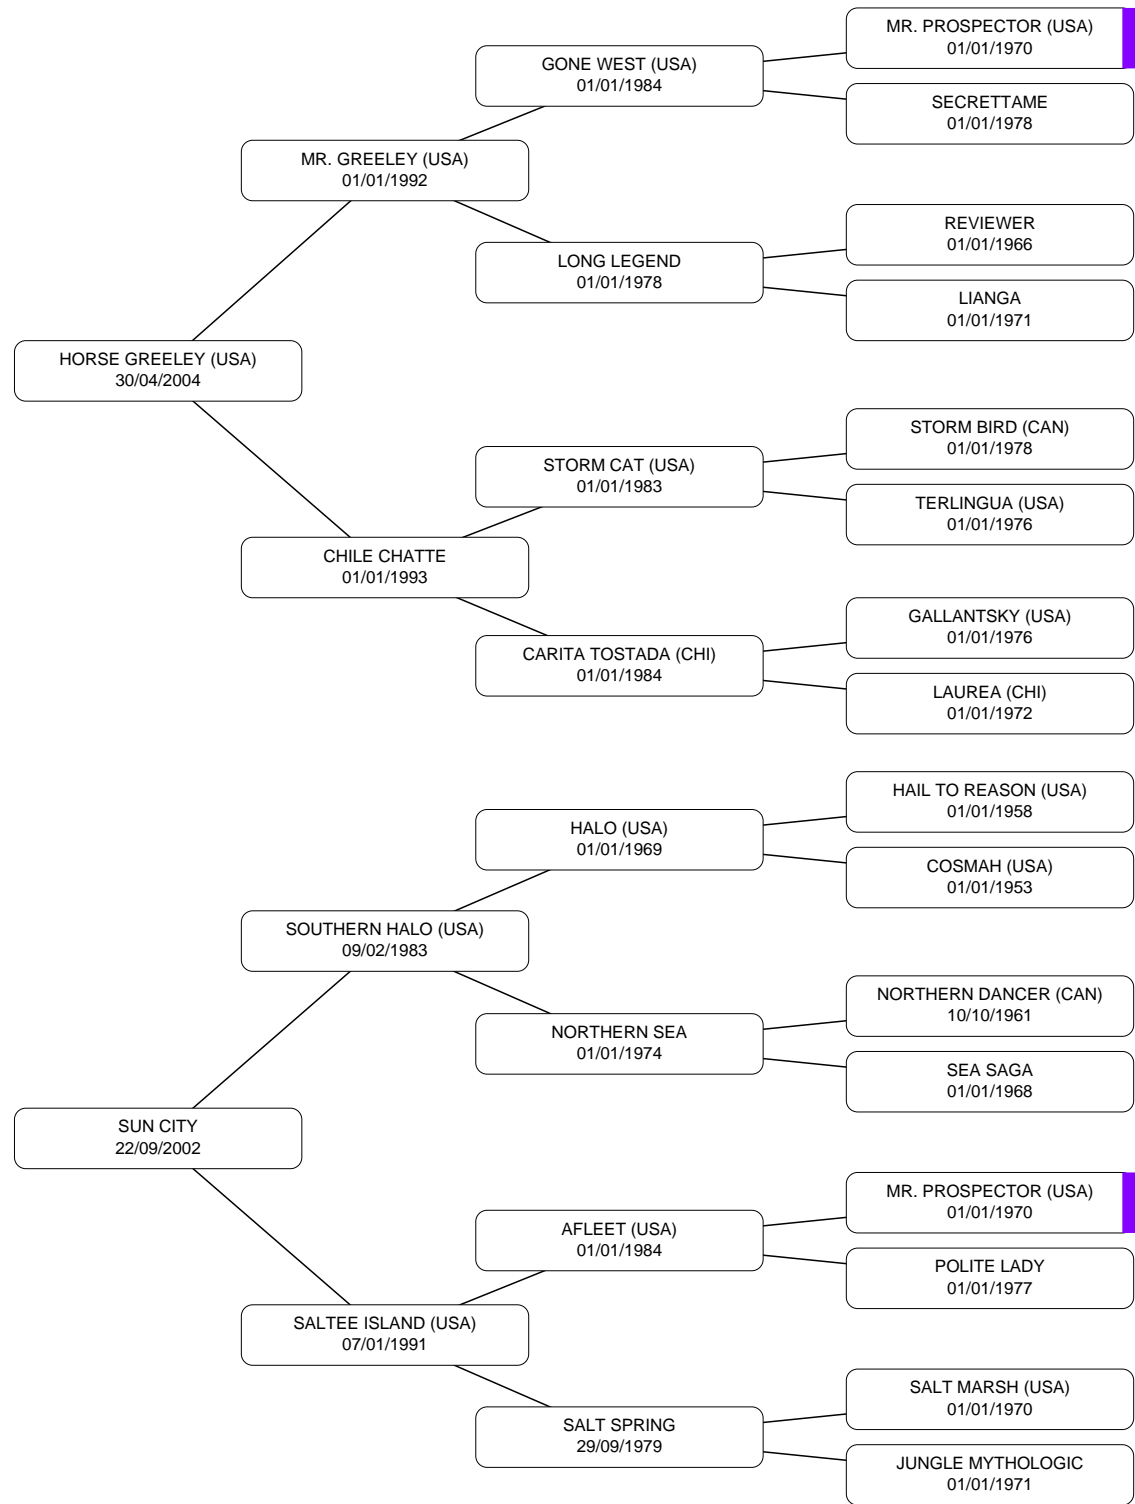 MR. PROSPECTOR (USA)
01/01/1970
GONE WEST (USA)
01/01/1984
SECRETTAME
01/01/1978
MR. GREELEY (USA)
01/01/1992
REVIEWER
01/01/1966
LONG LEGEND
01/01/1978
LIANGA
01/01/1971
HORSE GREELEY (USA)
30/04/2004
STORM BIRD (CAN)
01/01/1978
STORM CAT (USA)
01/01/1983
TERLINGUA (USA)
01/01/1976
CHILE CHATTE
01/01/1993
GALLANTSKY (USA)
01/01/1976
CARITA TOSTADA (CHI)
01/01/1984
LAUREA (CHI)
01/01/1972
HAIL TO REASON (USA)
01/01/1958
HALO (USA)
01/01/1969
COSMAH (USA)
01/01/1953
SOUTHERN HALO (USA)
09/02/1983
NORTHERN DANCER (CAN)
10/10/1961
NORTHERN SEA
01/01/1974
SEA SAGA
01/01/1968
SUN CITY
22/09/2002
MR. PROSPECTOR (USA)
01/01/1970
AFLEET (USA)
01/01/1984
POLITE LADY
01/01/1977
SALTEE ISLAND (USA)
07/01/1991
SALT MARSH (USA)
01/01/1970
SALT SPRING
29/09/1979
JUNGLE MYTHOLOGIC
01/01/1971